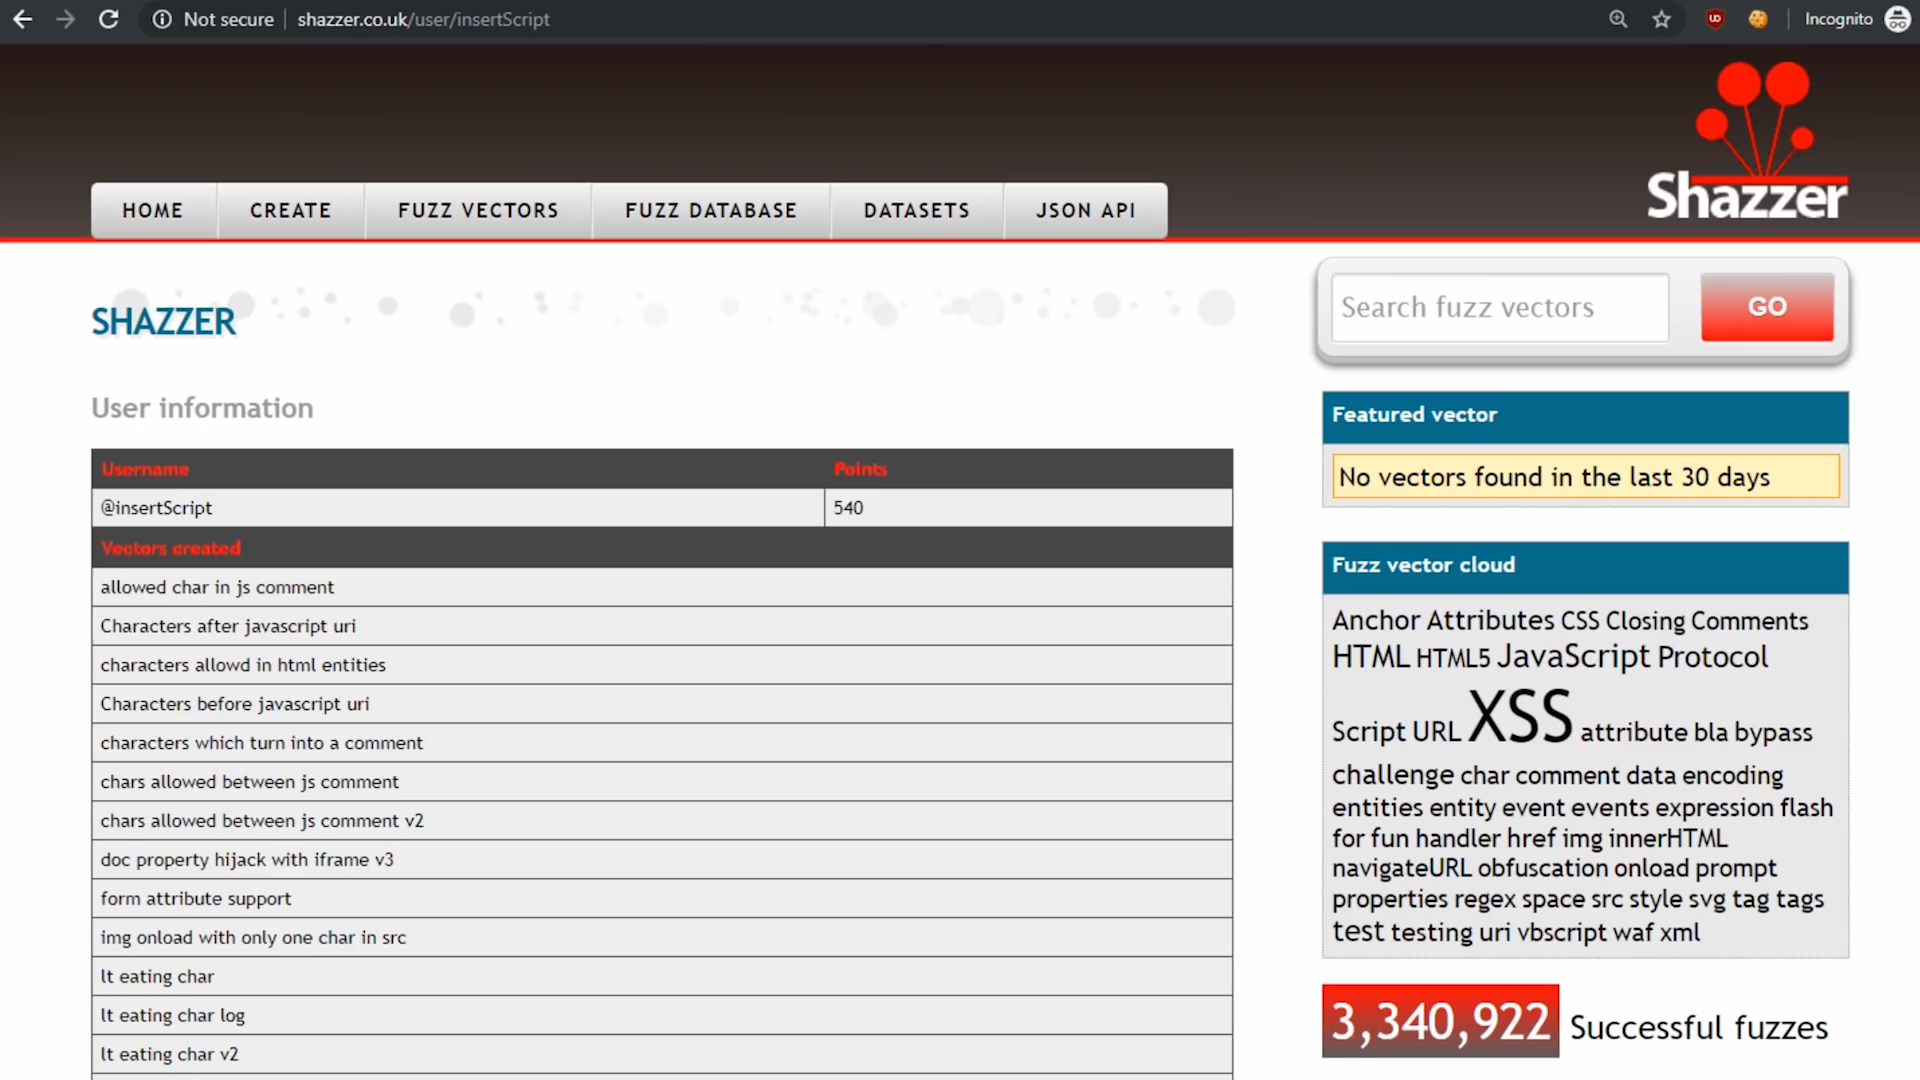 Not secure
shazzer.co.uk/user/insertScript
Incognito
Shazzer
HOME
CREATE
FUZZ VECTORS
FUZZ DATABASE
DATASETS
JSON API
SHAZZER
Search fuzz vectors
GO
User information
Username
Points
@insertScript
540
Vectors created
allowed char in js comment
Characters after javascript uri
characters allowd in html entities
Characters before javascript uri
characters which turn into a comment
chars allowed between js comment
chars allowed between js comment v2
doc property hijack with iframe v3
form attribute support
img onload with only one char in src
lt eating char
lt eating char log
lt eating char v2
Featured vector
No vectors found in the last 30 days
Fuzz vector cloud
Anchor Attributes CSS Closing Comments
HTML HTML5 JavaScript Protocol
Script URL XSS attribute bla bypass
challenge char comment data encoding
entities entity event events expression flash
for fun handler href img innerHTML
navigateURL obfuscation onload prompt
properties regex space src style svg tag tags
test testing uri vbscript waf xml
3,340,922 Successful fuzzes